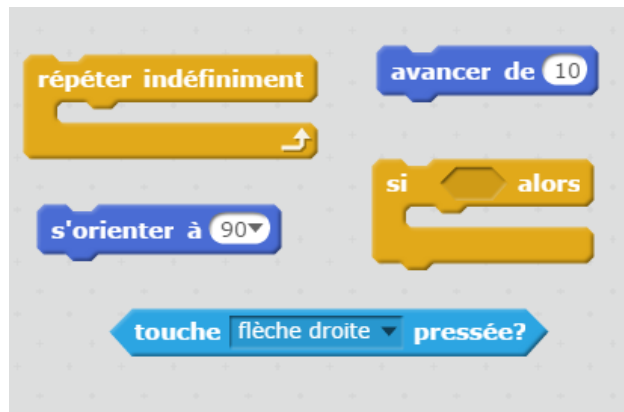 répéter indéfiniment
avancer de 10
si alors
s'orienter à 90
touche flèche droite pressée?